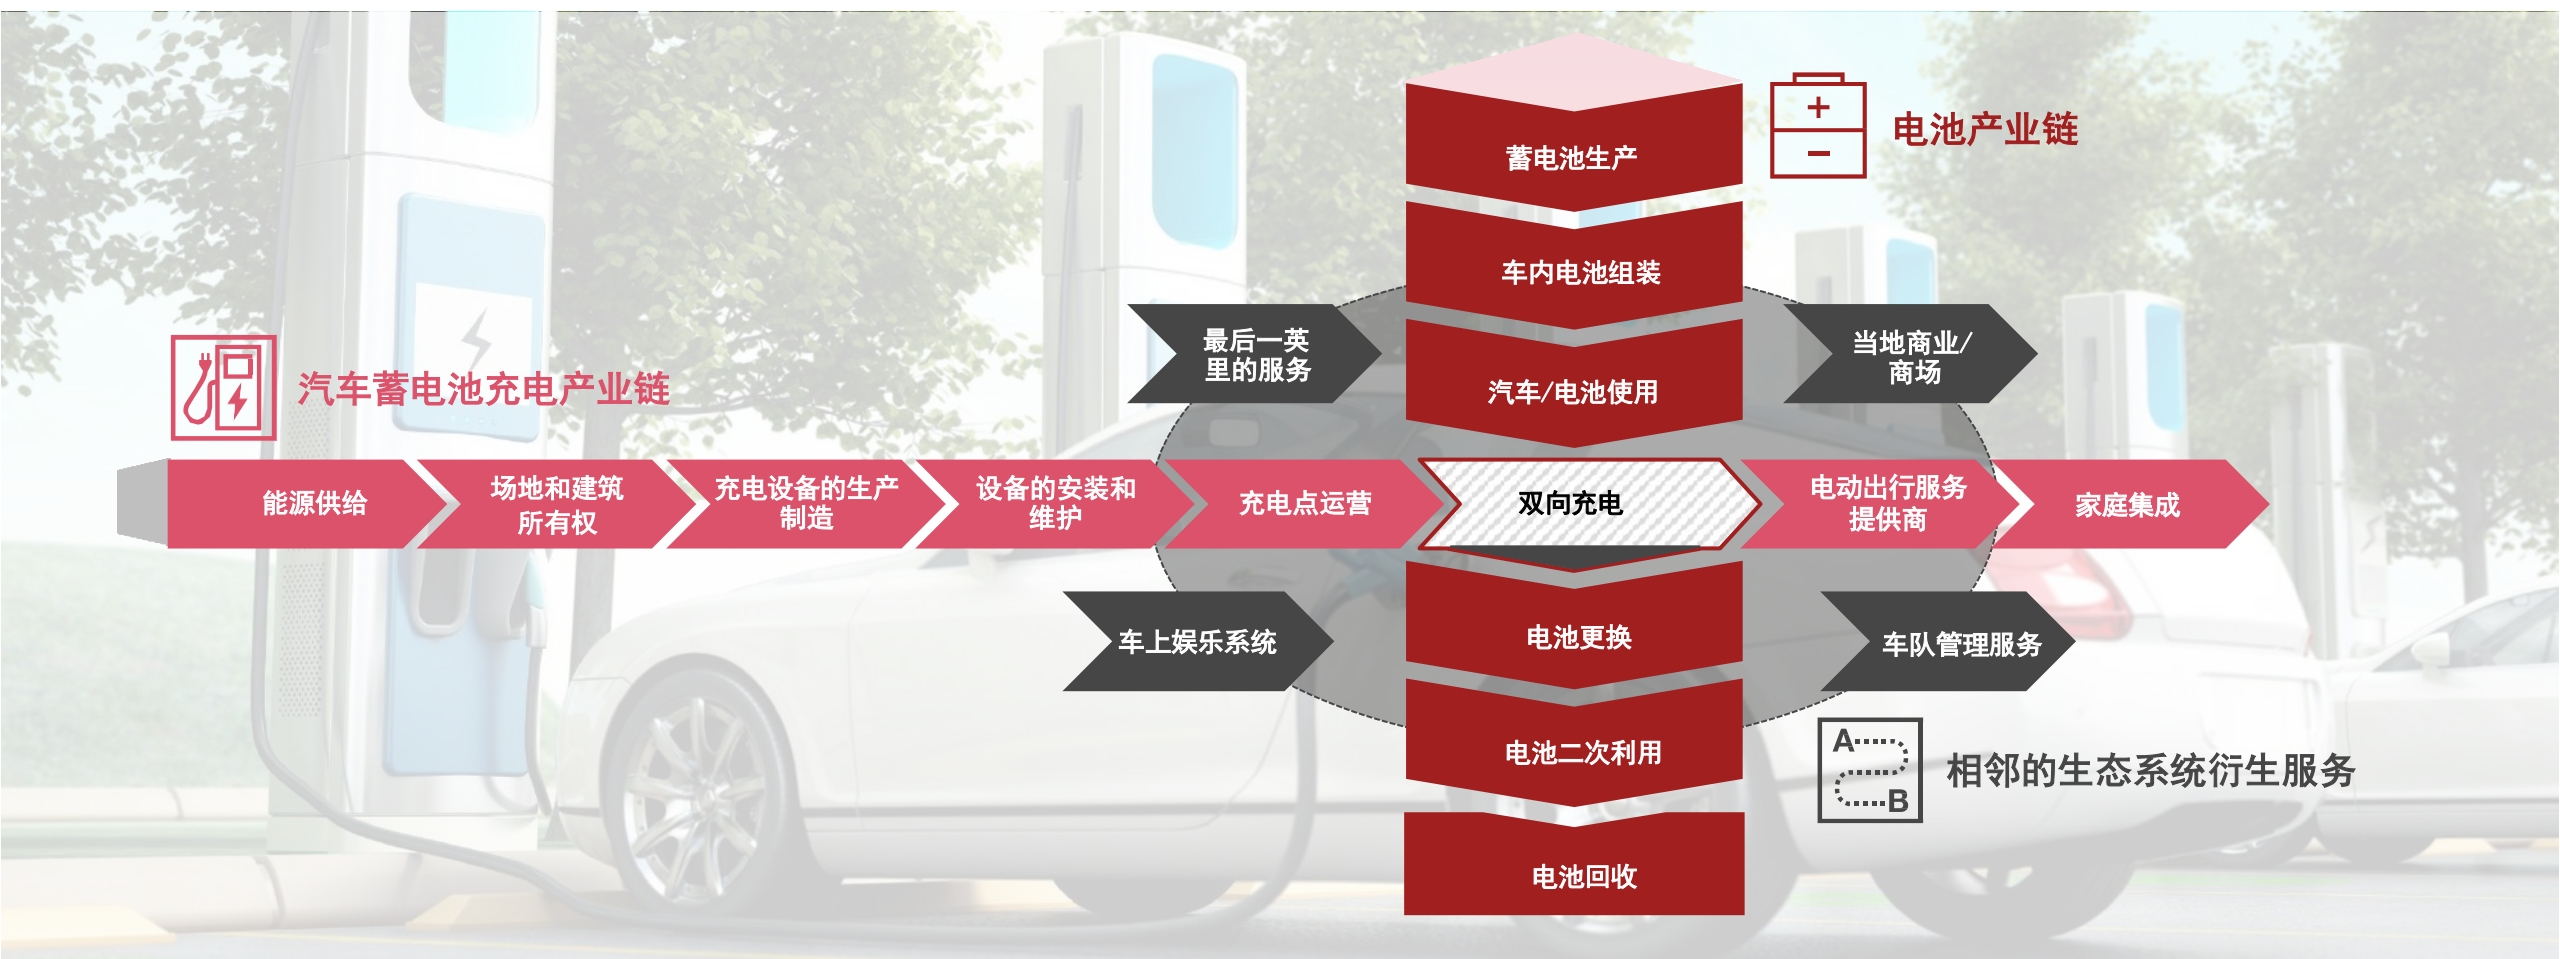 蓄电池生产
电池产业链
车内电池组装
最后一英
里的服务
汽车/电池使用
当地商业/
商场
汽车蓄电池充电产业链
能源供给
场地和建筑
所有权
充电设备的生产
制造
设备的安装和
维护
充电点运营
双向充电
电动出行服务
提供商
家庭集成
车上娱乐系统
电池更换
车队管理服务
电池二次利用
A
B
相邻的生态系统衍生服务
电池回收